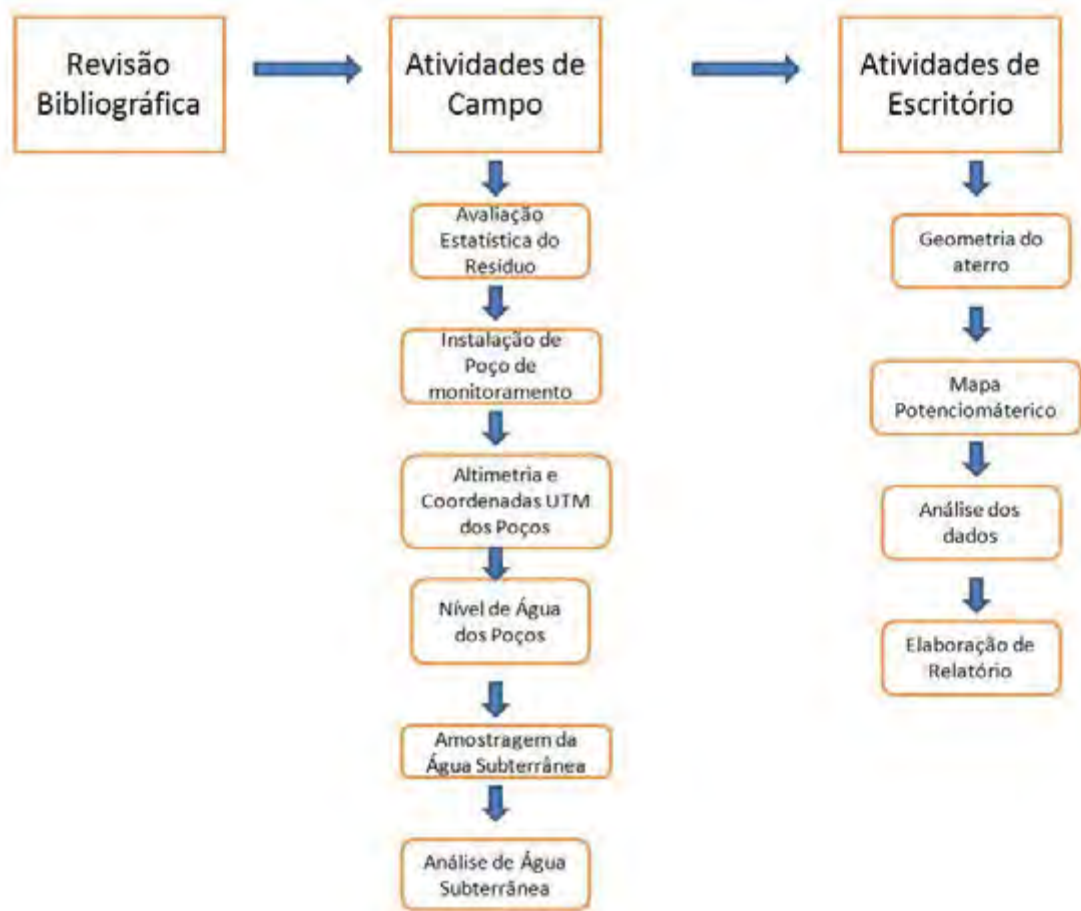 Revisão
Bibliográfica
Atividades de
Campo
Atividades de
Escritório
Avaliação
Estatística do
Resíduo
Instalação de
Poço de
monitoramento
Altimetria e
Coordenadas UTM
dos Poços
Nível de Água
dos Poços
Amostragem da
Água Subterrânea
Análise de Água
Subterrânea
Geometria do
aterro
Mapa
Potenciomáterico
Análise dos
dados
Elaboração de
Relatório